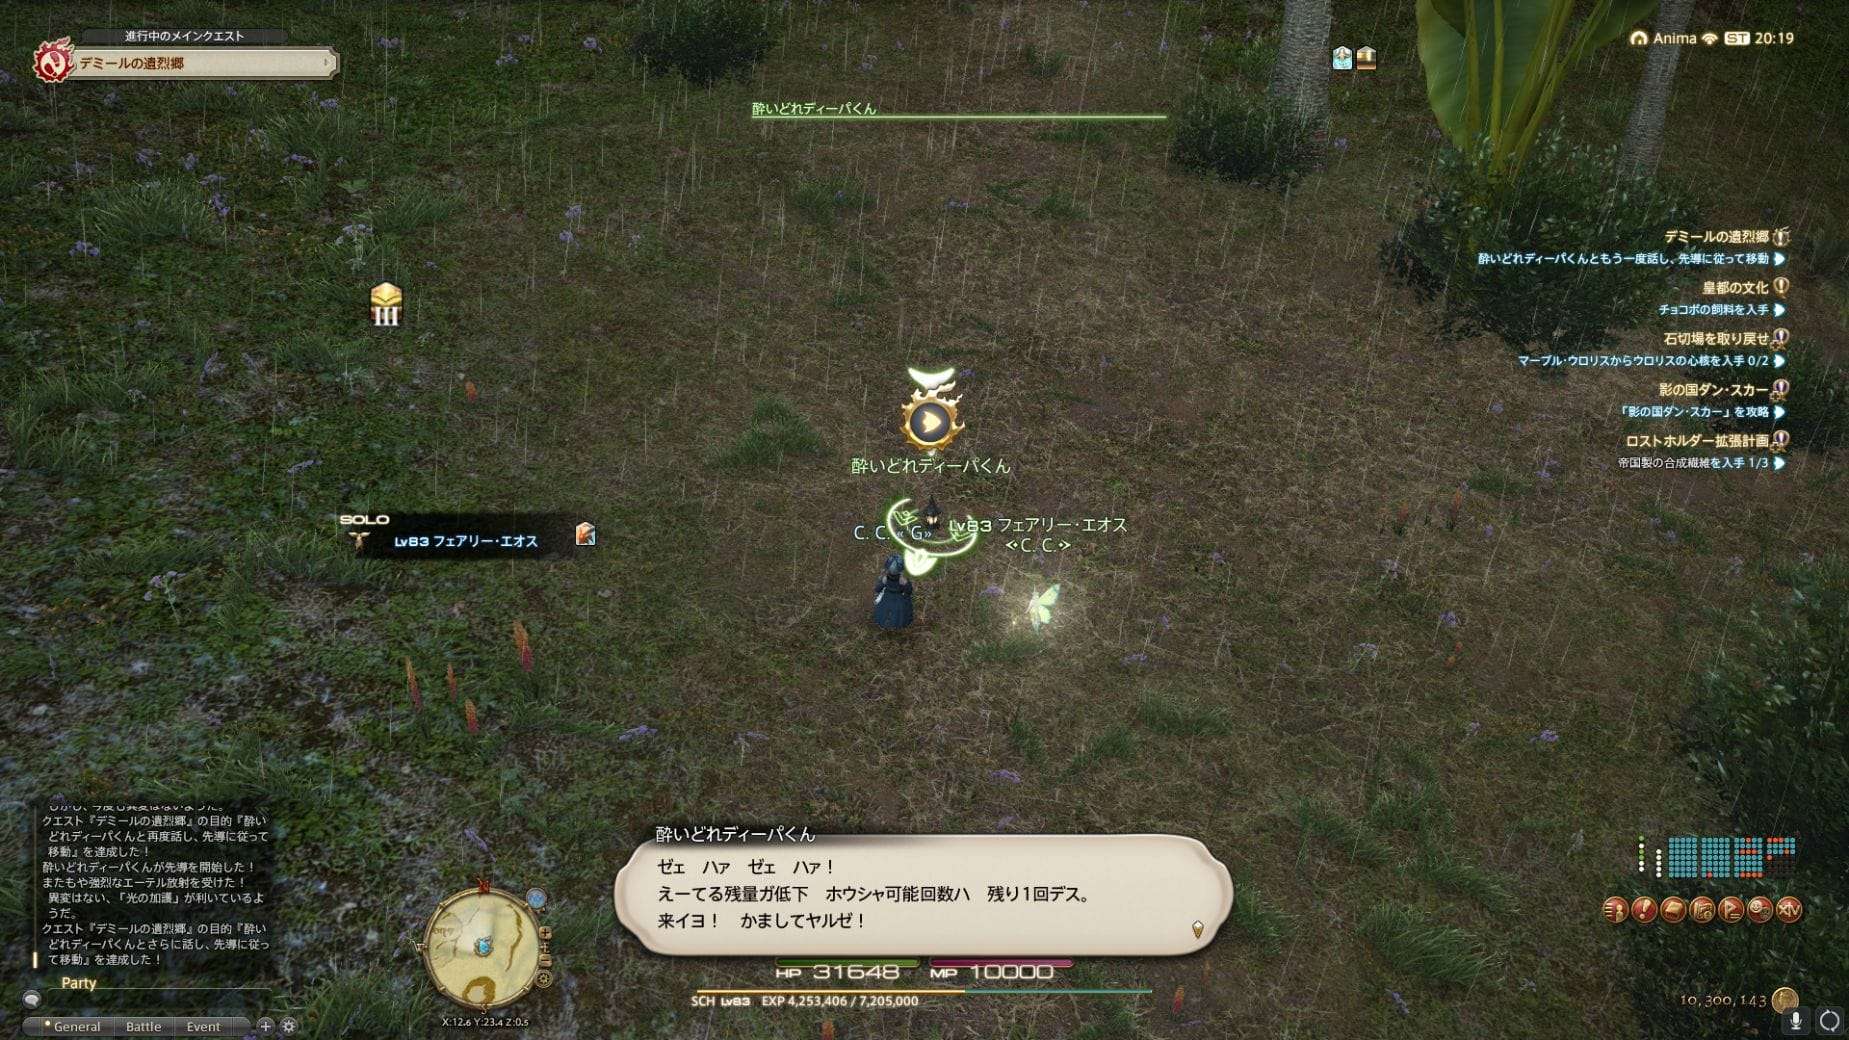 進行中のメインクエスト
デミールの遺烈郷
Anima ST 20:19
酔いどれディーパくん
デミールの遺烈郷
酔いどれディーパくんともう一度話し、先導に従って移動
皇都の文化
チョコボの飼料を入手
石切場を取り戻せ
マーブル・ウロリスからウロリスの心核を入手 0/2
影の国ダン・スカー
「影の国ダン・スカー」を攻略
ロストホルダー拡張計画
帝国製の合成繊維を入手 1/3
III
酔いどれディーパくん
SOLO
Lv83 フェアリー・エオス
C. C. «G»
Lv83 フェアリー・エオス
<C. C.>
しかし、今度も異変はないようだ。
クエスト『デミールの遺烈郷』の目的『酔い
どれディーパくんと再度話し、先導に従って
移動』を達成した！
酔いどれディーパくんが先導を開始した！
またもや強烈なエーテル放射を受けた！
異変はない、「光の加護」が利いているよ
うだ。
クエスト『デミールの遺烈郷』の目的『酔い
どれディーパくんとさらに話し、先導に従っ
て移動』を達成した！
Party
General Battle Event
X:12.6 Y:23.4 Z:0.5
酔いどれディーパくん
ゼェ　ハァ　ゼェ　ハァ！
えーてる残量ガ低下　ホウシャ可能回数ハ　残り1回デス。
来イヨ！　かましてヤルゼ！
HP 31648 MP 10000
SCH Lv83 EXP 4,253,406 / 7,205,000
XIV
10,300,143